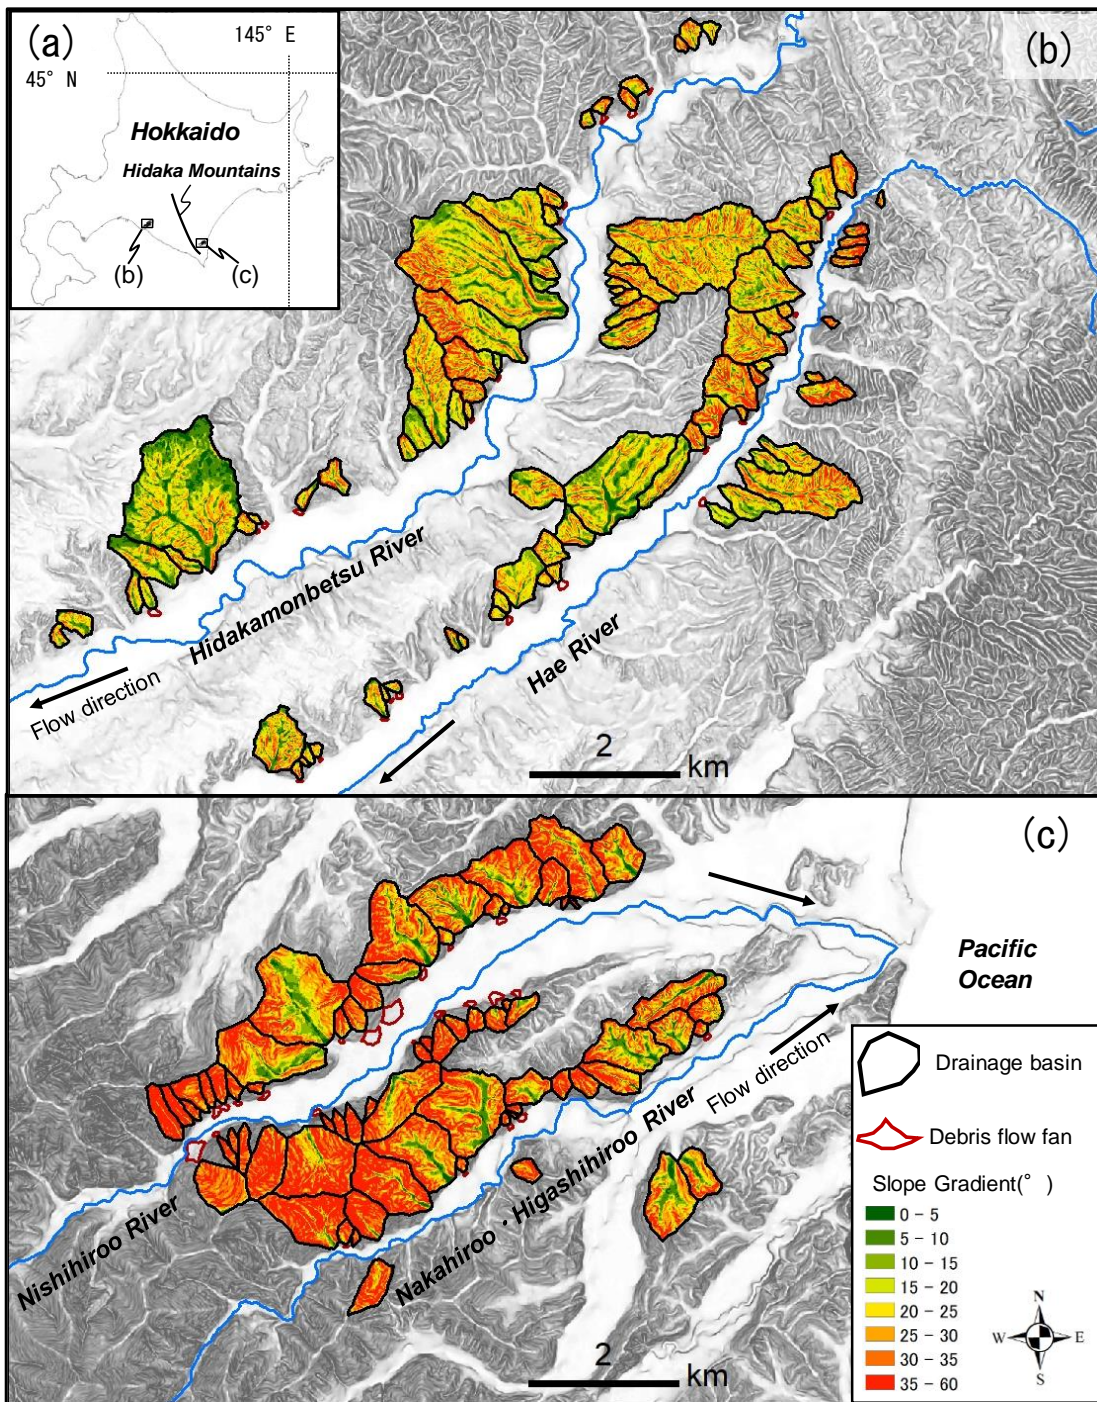 (a)
145° E
45° N
Hokkaido
Hidaka Mountains
(b)
(c)
(b)
Hidakamonbetsu River
Flow direction
Hae River
2
km
(c)
Pacific
Ocean
Flow direction
Nishihiroo River
Nakahiroo・Higashihiroo River
2
km
Drainage basin
Debris flow fan
Slope Gradient(° )
0 − 5
5 − 10
10 − 15
15 − 20
20 − 25
25 − 30
30 − 35
35 − 60
N
W
E
S